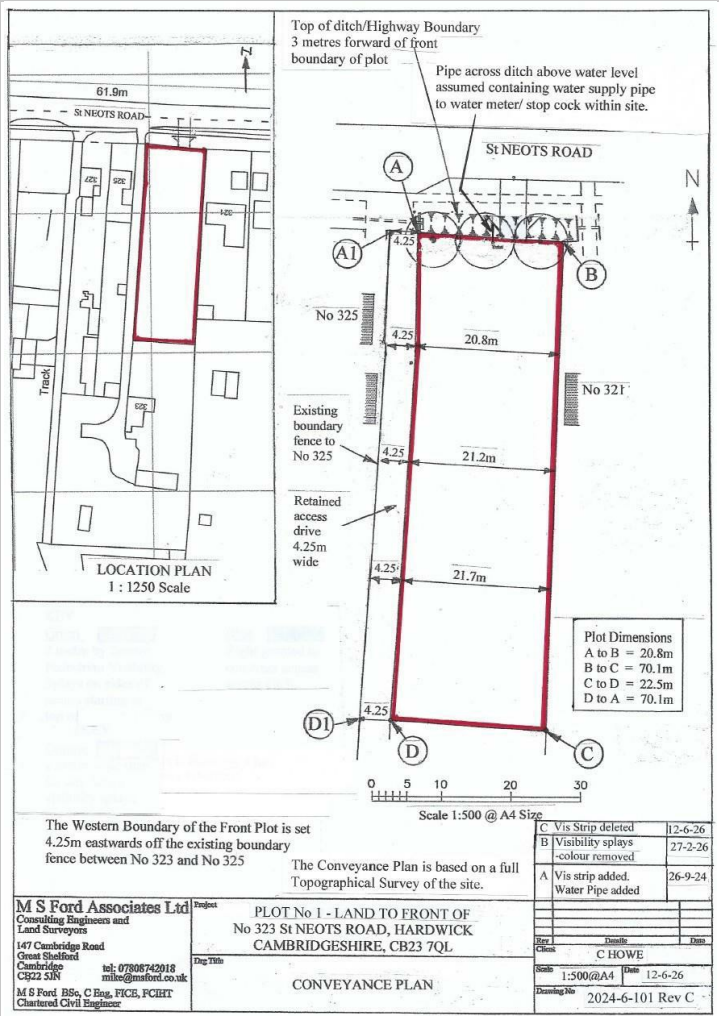 Top of ditch/Highway Boundary
3 metres forward of front
boundary of plot
Pipe across ditch above water level
assumed containing water supply pipe
to water meter/ stop cock within site.
Z
61.9m
St NEOTS ROAD
327
325
321
323
Track
LOCATION PLAN
1 : 1250 Scale
St NEOTS ROAD
N
A
A1
4.25
B
No 325
4.25
20.8m
No 321
Existing
boundary
fence to
No 325
4.25
21.2m
Retained
access
drive
4.25m
wide
4.25
21.7m
Plot Dimensions
A to B = 20.8m
B to C = 70.1m
C to D = 22.5m
D to A = 70.1m
4.25
D1
D
C
0 5 10 20 30
Scale 1:500 @ A4 Size
The Western Boundary of the Front Plot is set
4.25m eastwards off the existing boundary
fence between No 323 and No 325
The Conveyance Plan is based on a full
Topographical Survey of the site.
C Vis Strip deleted 12-6-26
B Visibility splays 27-2-26
-colour removed
A Vis strip added. 26-9-24
Water Pipe added
M S Ford Associates Ltd
Consulting Engineers and
Land Surveyors
147 Cambridge Road
Great Shelford
Cambridge tel: 07808742018
CB22 5JN mike@msford.co.uk
M S Ford BSc, C Eng, FICE, FCIHT
Chartered Civil Engineer
Project
PLOT No 1 - LAND TO FRONT OF
No 323 St NEOTS ROAD, HARDWICK
CAMBRIDGESHIRE, CB23 7QL
Drg Title
CONVEYANCE PLAN
Rev Details Date
Client
C HOWE
Scale 1:500@A4 Date 12-6-26
Drawing No
2024-6-101 Rev C